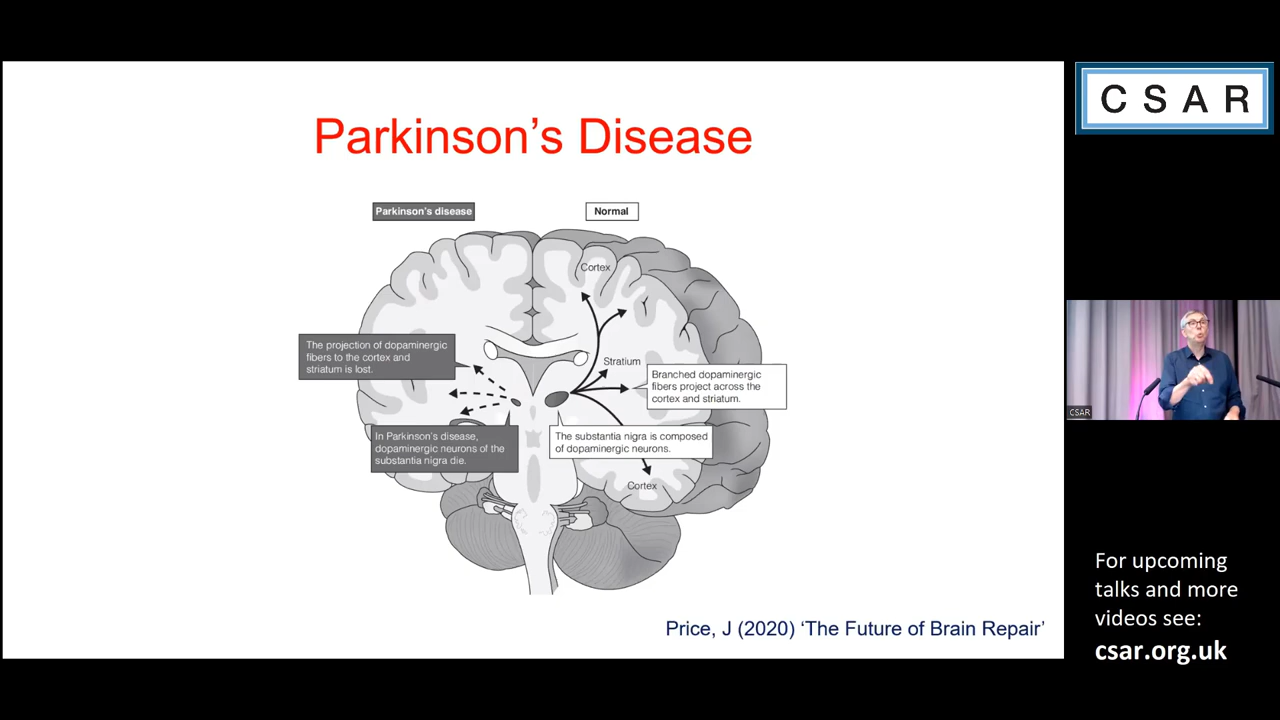 Parkinson’s Disease
Parkinson's disease
Normal
Cortex
The projection of dopaminergic
fibers to the cortex and
striatum is lost.
Stratium
Branched dopaminergic
fibers project across the
cortex and striatum.
In Parkinson's disease,
dopaminergic neurons of the
substantia nigra die.
The substantia nigra is composed
of dopaminergic neurons.
Cortex
Price, J (2020) ‘The Future of Brain Repair’
CSAR
CSAR
For upcoming
talks and more
videos see:
csar.org.uk